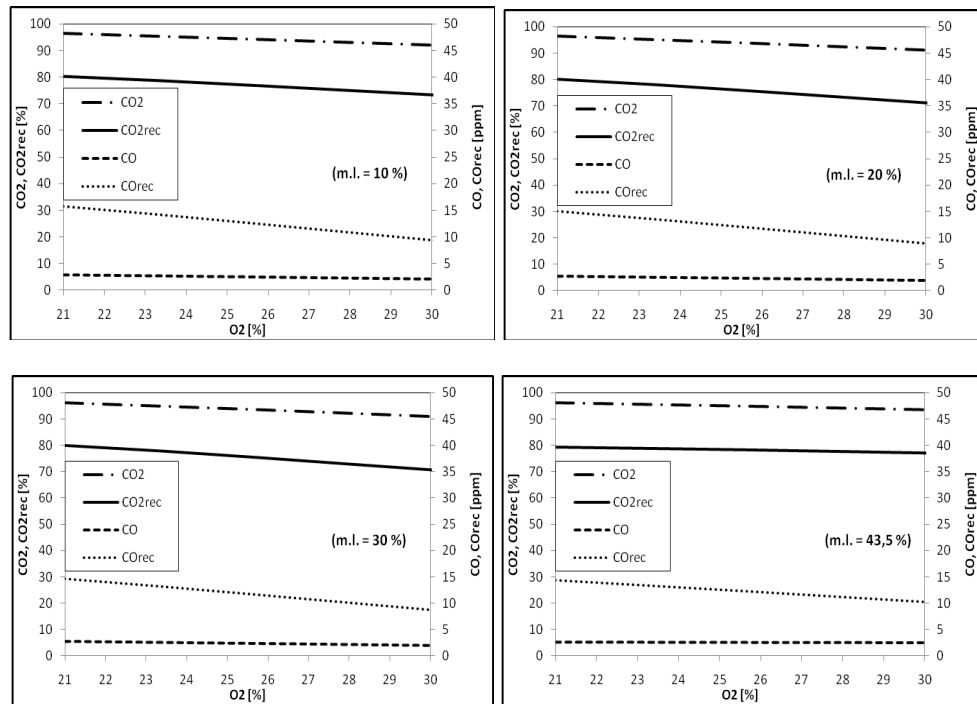 100
90
80
70
60
50
40
30
20
10
0
CO2, CO2rec [%]
CO2
CO2rec
CO
COrec
(m.l. = 10 %)
50
45
40
35
30
25
20
15
10
5
0
CO, COrec [ppm]
21 22 23 24 25 26 27 28 29 30
O2 [%]
100
90
80
70
60
50
40
30
20
10
0
CO2, CO2rec [%]
CO2
CO2rec
CO
COrec
(m.l. = 20 %)
50
45
40
35
30
25
20
15
10
5
0
CO, COrec [ppm]
21 22 23 24 25 26 27 28 29 30
O2 [%]
100
90
80
70
60
50
40
30
20
10
0
CO2, CO2rec [%]
CO2
CO2rec
CO
COrec
(m.l. = 30 %)
50
45
40
35
30
25
20
15
10
5
0
CO, COrec [ppm]
21 22 23 24 25 26 27 28 29 30
O2 [%]
100
90
80
70
60
50
40
30
20
10
0
CO2, CO2rec [%]
CO2
CO2rec
CO
COrec
(m.l. = 43,5 %)
50
45
40
35
30
25
20
15
10
5
0
CO, COrec [ppm]
21 22 23 24 25 26 27 28 29 30
O2 [%]